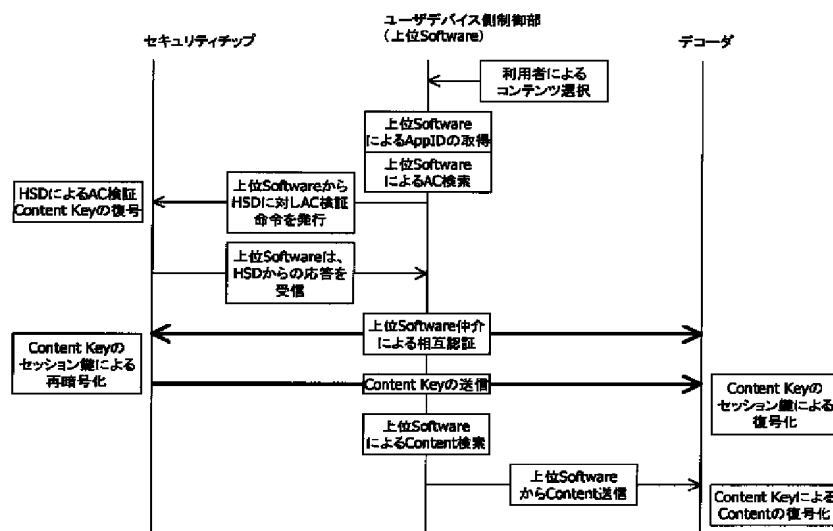 ユーザデバイス側制御部
(上位Software)
セキュリティチップ
デコーダ
利用者による
コンテンツ選択
上位Software
によるAppIDの取得
上位Software
によるAC検索
上位Softwareから
HSDに対しAC検証
命令を発行
HSDによるAC検証
Content Keyの復号
上位Softwareは、
HSDからの応答を
受信
上位Software仲介
による相互認証
Content Keyの
セッション鍵による
再暗号化
Content Keyの送信
Content Keyの
セッション鍵による
復号化
上位Software
によるContent検索
上位Software
からContent送信
Content Keyによる
Contentの復号化